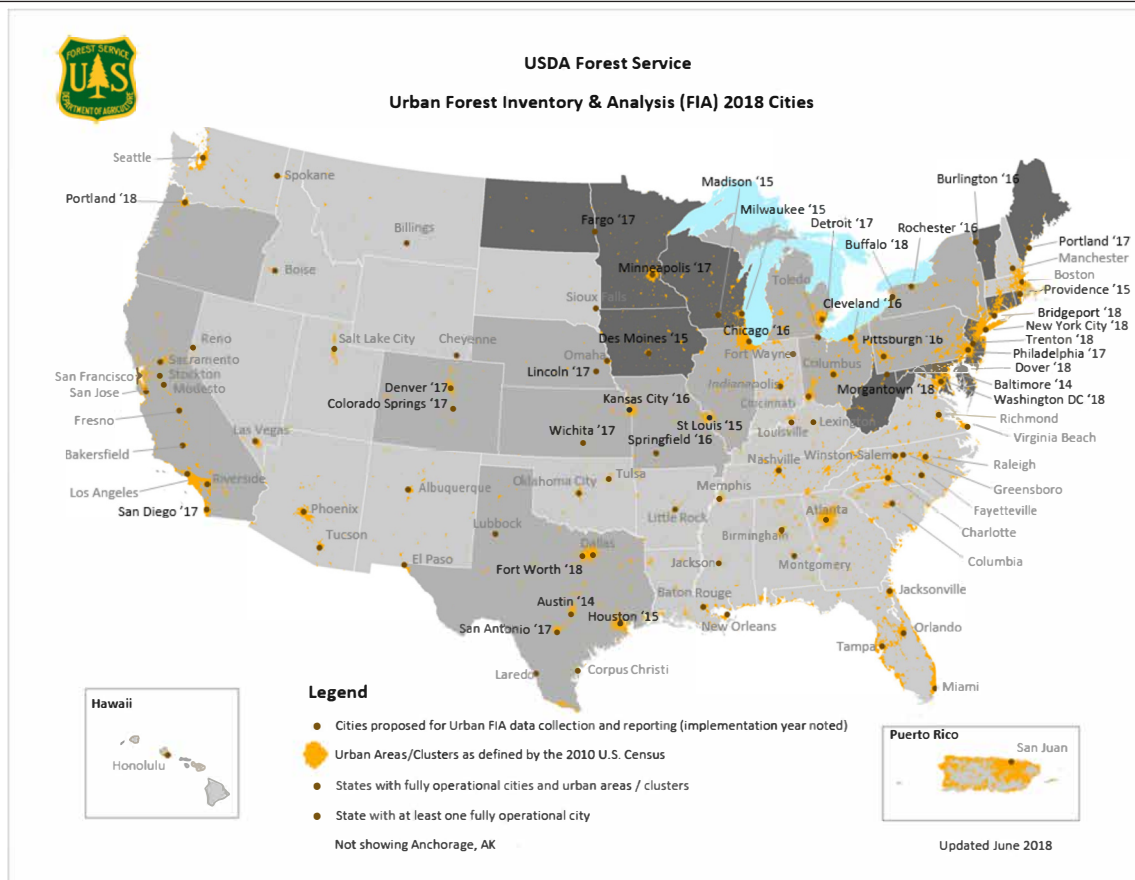 FOREST SERVICE
U S
DEPARTMENT OF AGRICULTURE
USDA Forest Service
Urban Forest Inventory & Analysis (FIA) 2018 Cities
Seattle
Spokane
Portland ‘18
Billings
Boise
Fargo ‘17
Minneapolis ‘17
Madison ‘15
Milwaukee ‘15
Detroit ‘17
Buffalo ‘18
Rochester ‘16
Burlington ‘16
Portland ‘17
Manchester
Boston
Providence ‘15
Bridgeport ‘18
New York City ‘18
Trenton ‘18
Philadelphia ‘17
Dover ‘18
Baltimore ‘14
Washington DC ‘18
Toledo
Cleveland ‘16
Pittsburgh ‘16
Sioux Falls
Des Moines ‘15
Chicago ‘16
Fort Wayne
Columbus
Morgantown ‘18
Reno
Salt Lake City
Cheyenne
Omaha
Lincoln ‘17
Indianapolis
Cincinnati
Sacramento
San Francisco
Stockton
San Jose
Modesto
Denver ‘17
Colorado Springs ‘17
Kansas City ‘16
St Louis ‘15
Louisville
Lexington
Richmond
Virginia Beach
Fresno
Las Vegas
Wichita ‘17
Springfield ‘16
Bakersfield
Nashville
Winston-Salem
Raleigh
Greensboro
Fayetteville
Charlotte
Columbia
Los Angeles
Riverside
San Diego ‘17
Phoenix
Tucson
Albuquerque
Oklahoma City
Tulsa
Memphis
Little Rock
Lubbock
Dallas
Fort Worth ‘18
El Paso
Atlanta
Birmingham
Jackson
Montgomery
Austin ‘14
Houston ‘15
San Antonio ‘17
Baton Rouge
New Orleans
Jacksonville
Orlando
Tampa
Miami
Laredo
Corpus Christi
Hawaii
Honolulu
Legend
Cities proposed for Urban FIA data collection and reporting (implementation year noted)
Urban Areas/Clusters as defined by the 2010 U.S. Census
States with fully operational cities and urban areas / clusters
State with at least one fully operational city
Not showing Anchorage, AK
Puerto Rico
San Juan
Updated June 2018